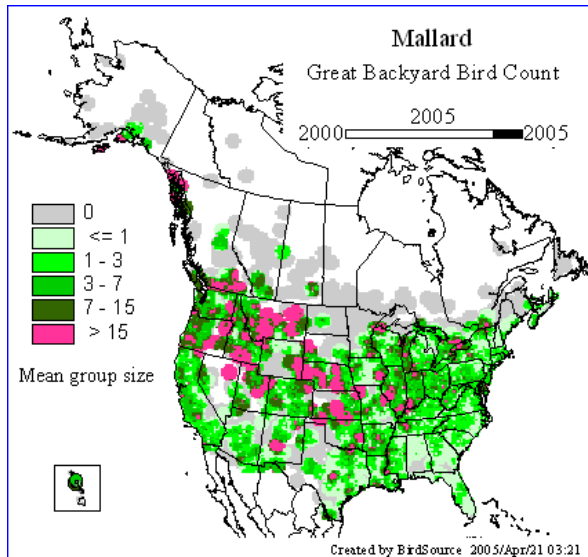 Mallard
Great Backyard Bird Count
2005
2000 2005
0
<= 1
1 - 3
3 - 7
7 - 15
> 15
Mean group size
Created by BirdSource 2005/Apr/21 03:21